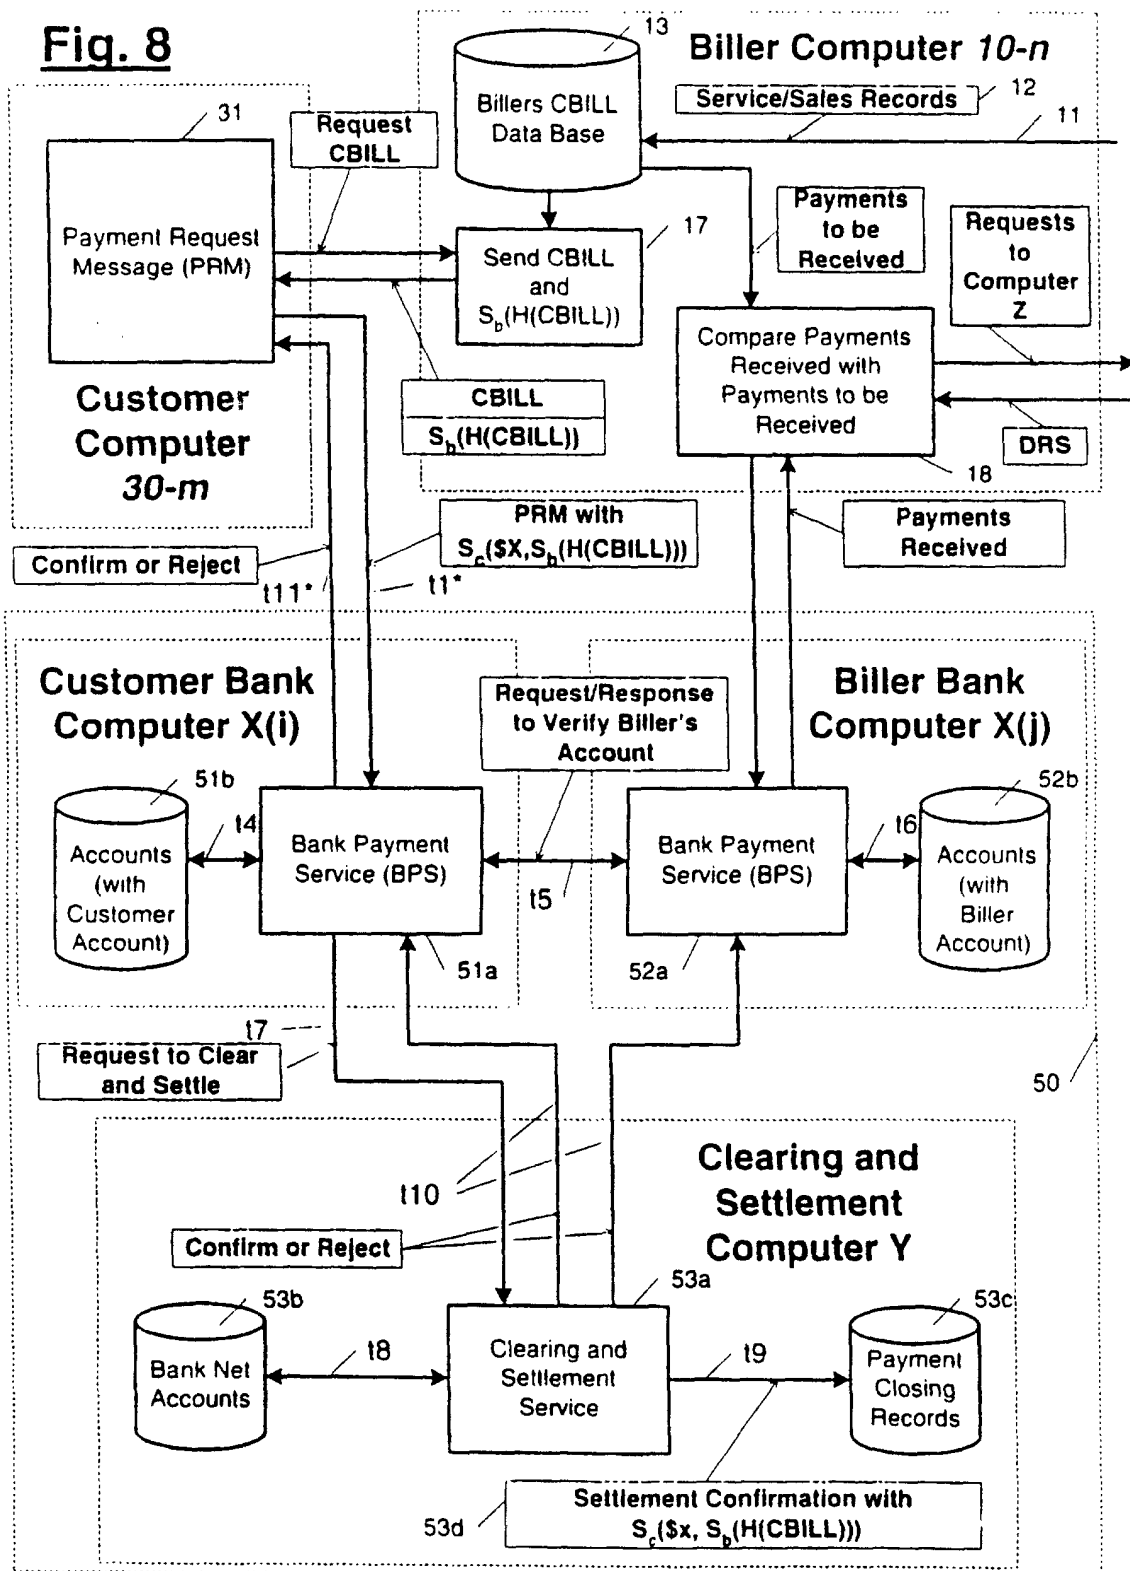 Fig. 8
13
Biller Computer 10-n
Billers CBILL
Data Base
Service/Sales Records
12
11
31
Request
CBILL
Payment Request
Message (PRM)
Send CBILL
and
S_b(H(CBILL))
17
Payments
to be
Received
Requests
to
Computer
Z
Compare Payments
Received with
Payments to be
Received
CBILL
S_b(H(CBILL))
DRS
18
Customer
Computer
30-m
PRM with
S_c($X,S_b(H(CBILL)))
Payments
Received
Confirm or Reject
t11*
t1*
Customer Bank
Computer X(i)
Request/Response
to Verify Biller's
Account
Biller Bank
Computer X(j)
51b
52b
t4
t6
Accounts
(with
Customer
Account)
Bank Payment
Service (BPS)
t5
Bank Payment
Service (BPS)
Accounts
(with
Biller
Account)
51a
52a
t7
Request to Clear
and Settle
50
t10
Clearing and
Settlement
Computer Y
Confirm or Reject
53a
53b
53c
t8
t9
Bank Net
Accounts
Clearing and
Settlement
Service
Payment
Closing
Records
53d
Settlement Confirmation with
S_c($x, S_b(H(CBILL)))